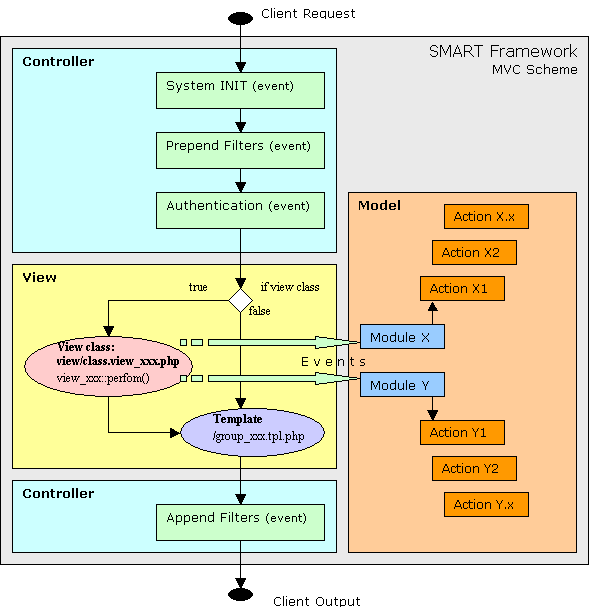 Client Request
SMART Framework
MVC Scheme
Controller
System INIT (event)
Prepend Filters (event)
Authentication (event)
Model
Action X.x
Action X2
Action X1
View
true
if view class
false
View class:
view/class.view_xxx.php
view_xxx::perfom()
Module X
Events
Module Y
Template
/group_xxx.tpl.php
Action Y1
Action Y2
Action Y.x
Controller
Append Filters (event)
Client Output